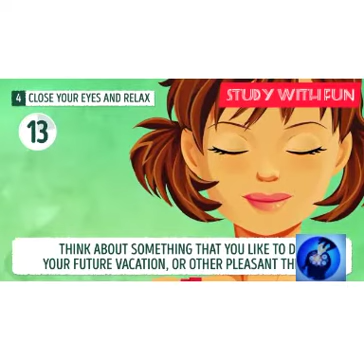 4 CLOSE YOUR EYES AND RELAX
STUDY WITH FUN
13
THINK ABOUT SOMETHING THAT YOU LIKE TO
YOUR FUTURE VACATION, OR OTHER PLEASANT